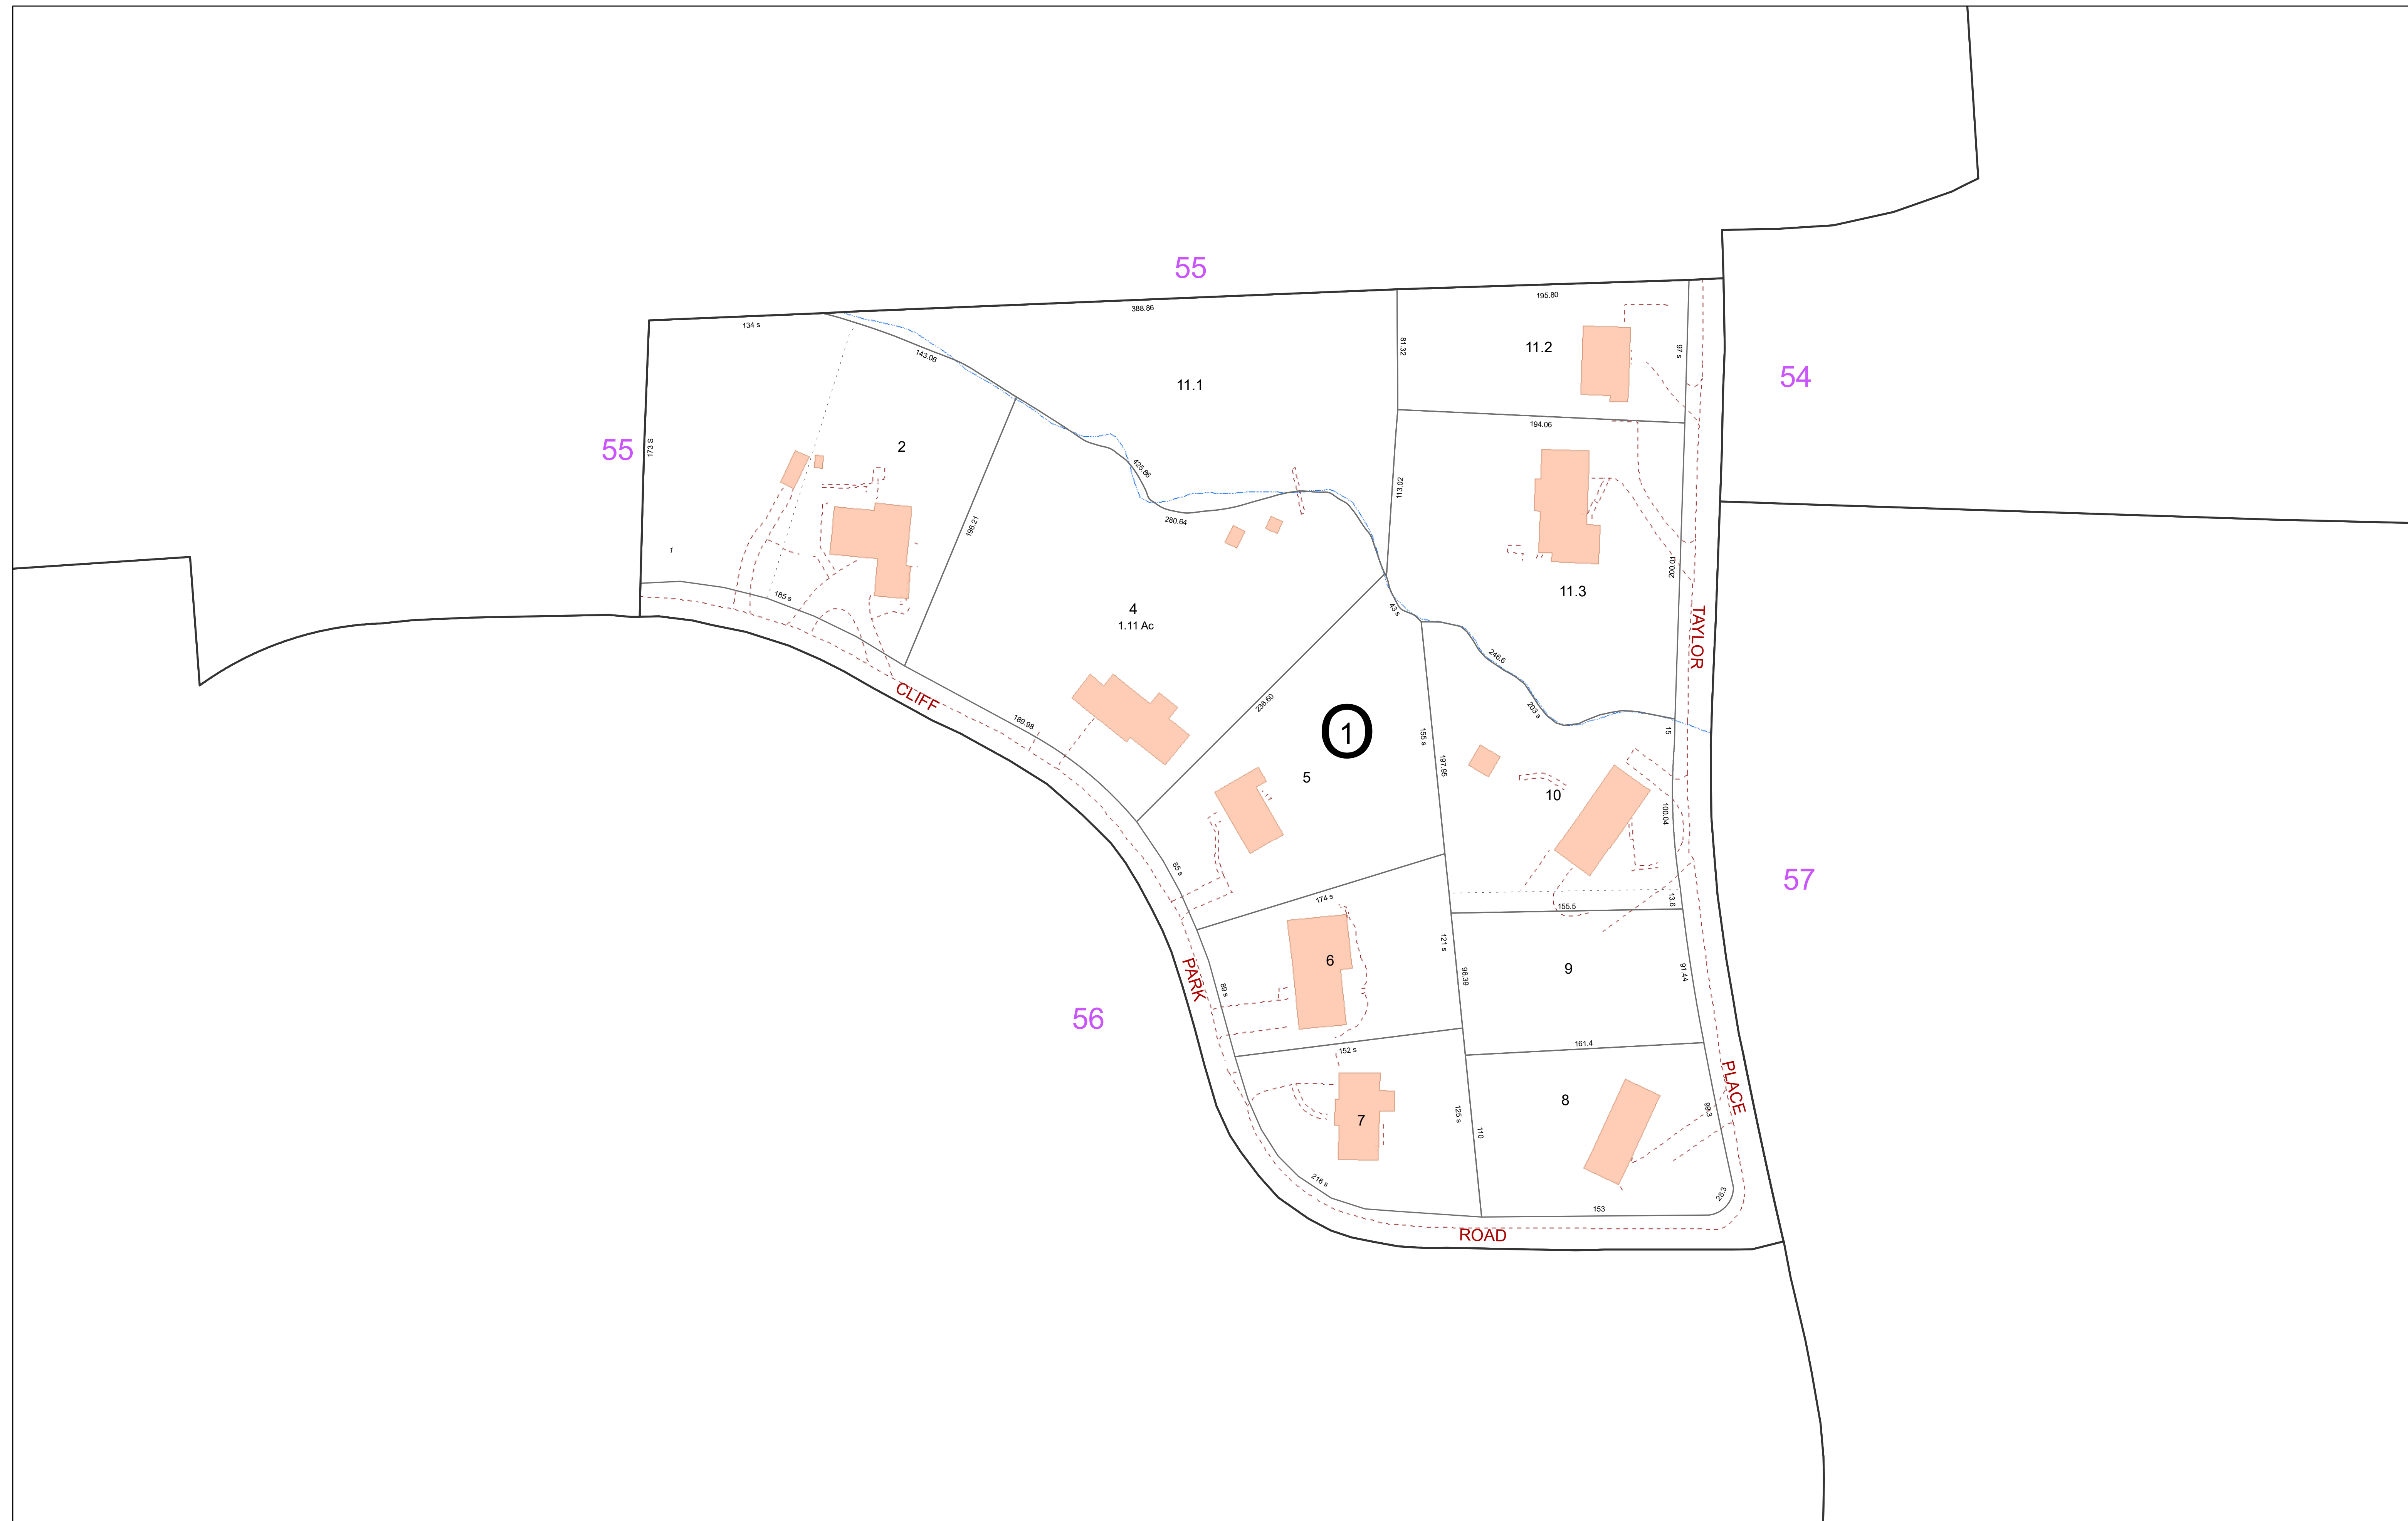 55
388.86
195.80
134 s
143.06
81.32
11.2
97 s
11.1
54
194.06
55
173 S
2
425.86
113.02
280.64
196.21
1
200.01
11.3
185 s
4
1.11 Ac
43 s
TAYLOR
246.6
CLIFF
236.60
203 s
189.98
1
155 s
15
197.95
5
10
100.04
85 s
57
174 s
155.5
13.6
121 s
6
9
96.39
91.44
PARK
89 s
56
152 s
161.4
PLACE
8
99.3
7
125 s
110
216 s
28.3
153
ROAD